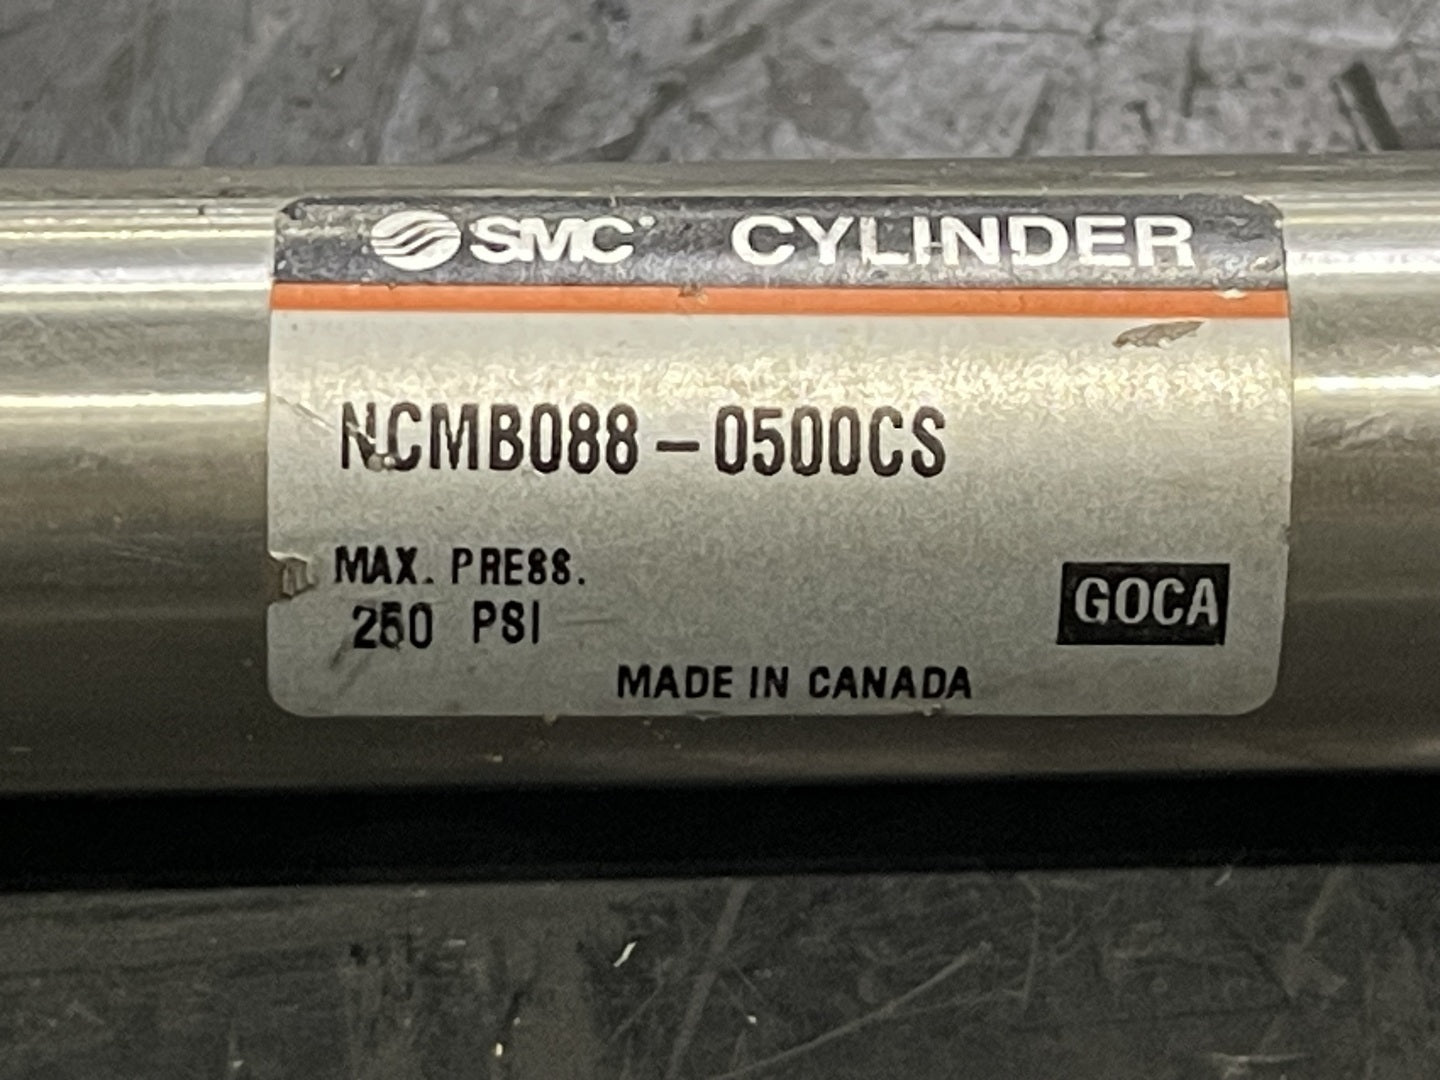 SMC CYLINDER
NCMB088-0500CS
MAX. PRESS.
250 PSI
GOCA
MADE IN CANADA